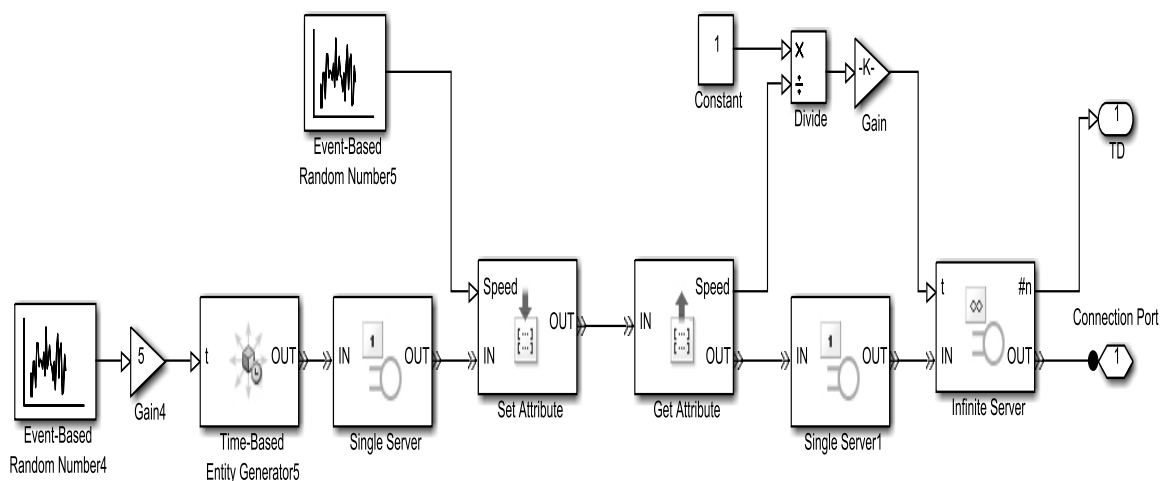 Event-Based
Random Number5
1
Constant
×
÷
Divide
-K-
Gain
1
TD
Event-Based
Random Number4
5
Gain4
t
OUT
Time-Based
Entity Generator5
IN
1
OUT
Single Server
Speed
IN
OUT
[...]
Set Attribute
IN
Speed
OUT
[...]
Get Attribute
IN
1
OUT
Single Server1
t
#n
IN
OUT
∞
Infinite Server
Connection Port
1